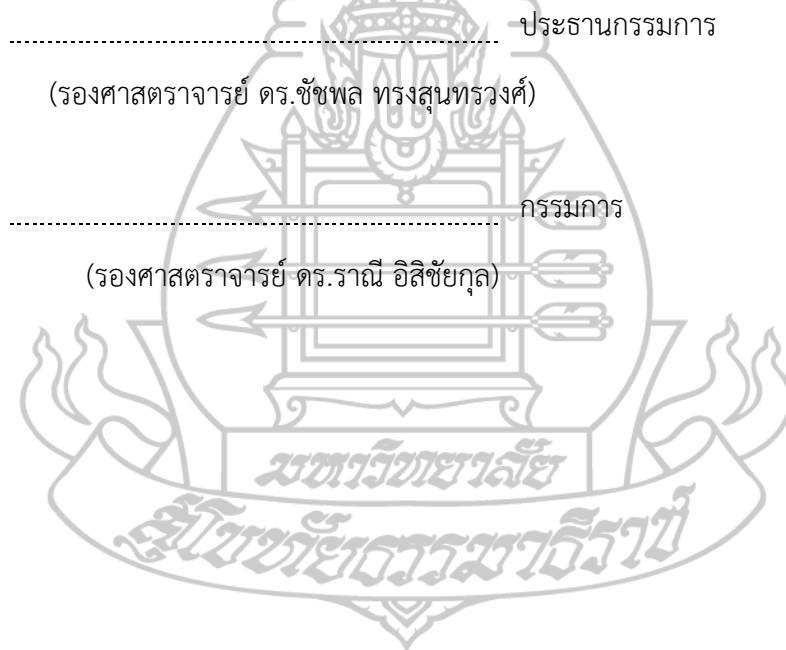 ประธานกรรมการ
(รองศาสตราจารย์ ดร.ชัชพล ทรงสุนทรวงศ์)
กรรมการ
(รองศาสตราจารย์ ดร.ราณี อิสิชัยกุล)
มหาวิทยาลัย
สุโขทัยธรรมาธิราช